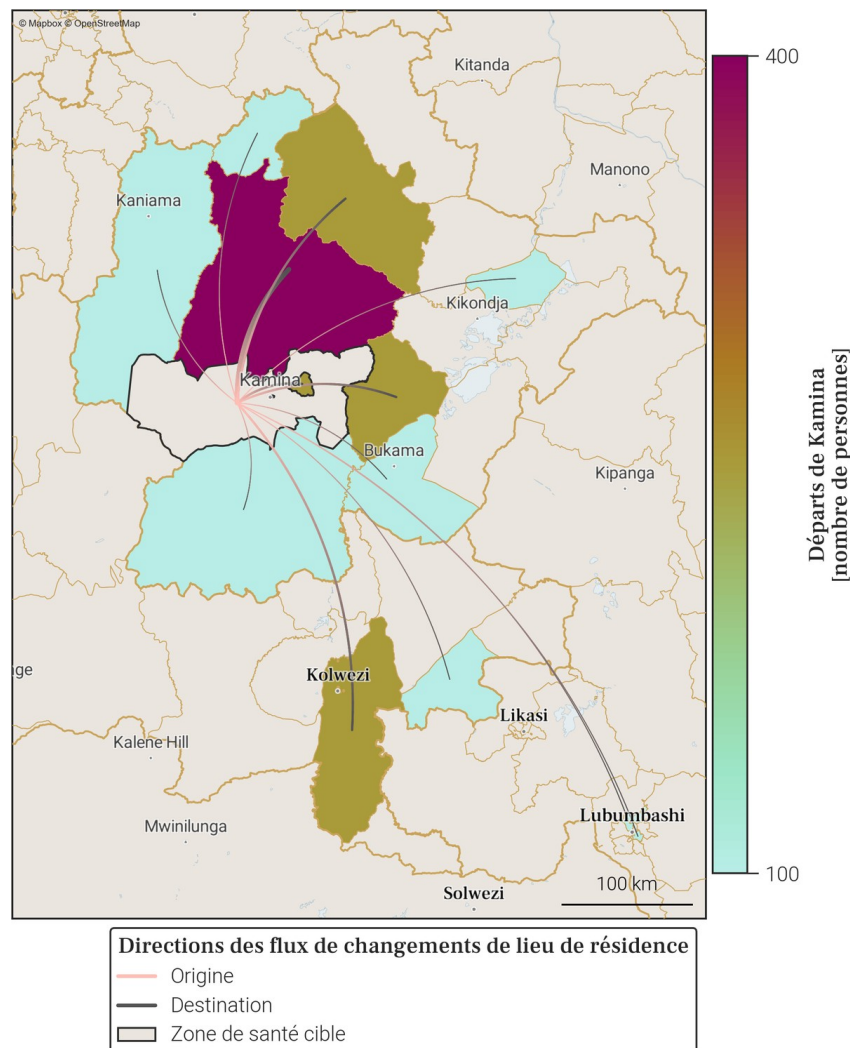 © Mapbox © OpenStreetMap
Kitanda
Manono
Kaniama
Kikondja
Kamina
Bukama
Kipanga
ge
Kolwezi
Likasi
Kalene Hill
Lubumbashi
Mwinilunga
Solwezi
100 km
400
100
Départs de Kamina
[nombre de personnes]
Directions des flux de changements de lieu de résidence
Origine
Destination
Zone de santé cible